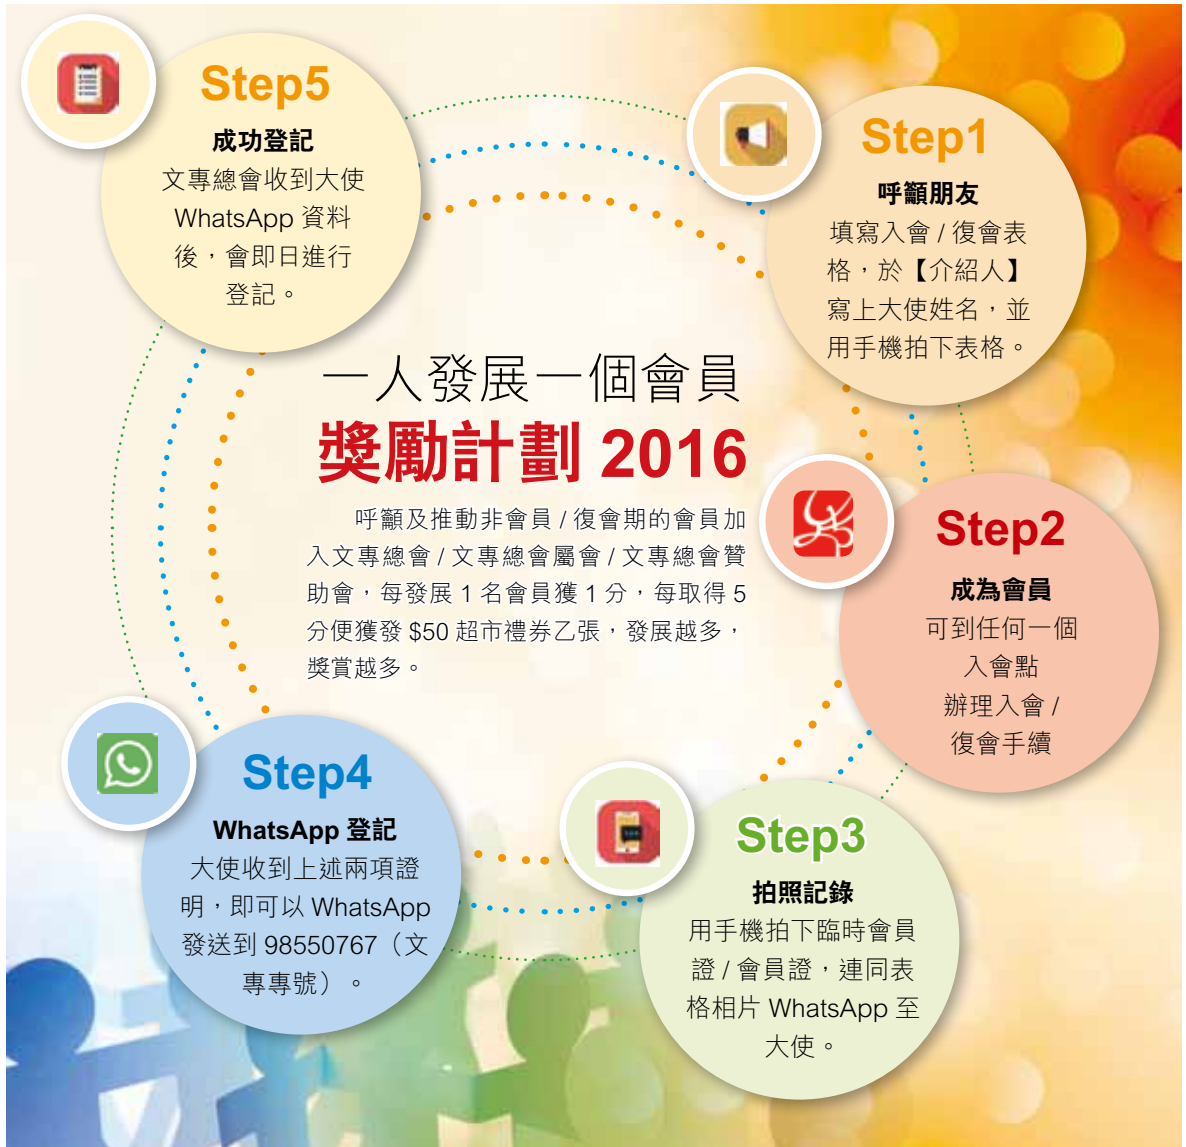 一人發展一個會員
獎勵計劃 2016
呼籲及推動非會員 / 復會期的會員加
入文專總會 / 文專總會屬會 / 文專總會贊
助會，每發展 1 名會員獲 1 分，每取得 5
分便獲發 $50 超市禮券乙張，發展越多，
獎賞越多。
Step1
呼籲朋友
填寫入會 / 復會表
格，於【介紹人】
寫上大使姓名，並
用手機拍下表格。
Step2
成為會員
可到任何一個
入會點
辦理入會 /
復會手續
Step3
拍照記錄
用手機拍下臨時會員
證 / 會員證，連同表
格相片 WhatsApp 至
大使。
Step4
WhatsApp 登記
大使收到上述兩項證
明，即可以 WhatsApp
發送到 98550767（文
專專號）。
Step5
成功登記
文專總會收到大使
WhatsApp 資料
後，會即日進行
登記。